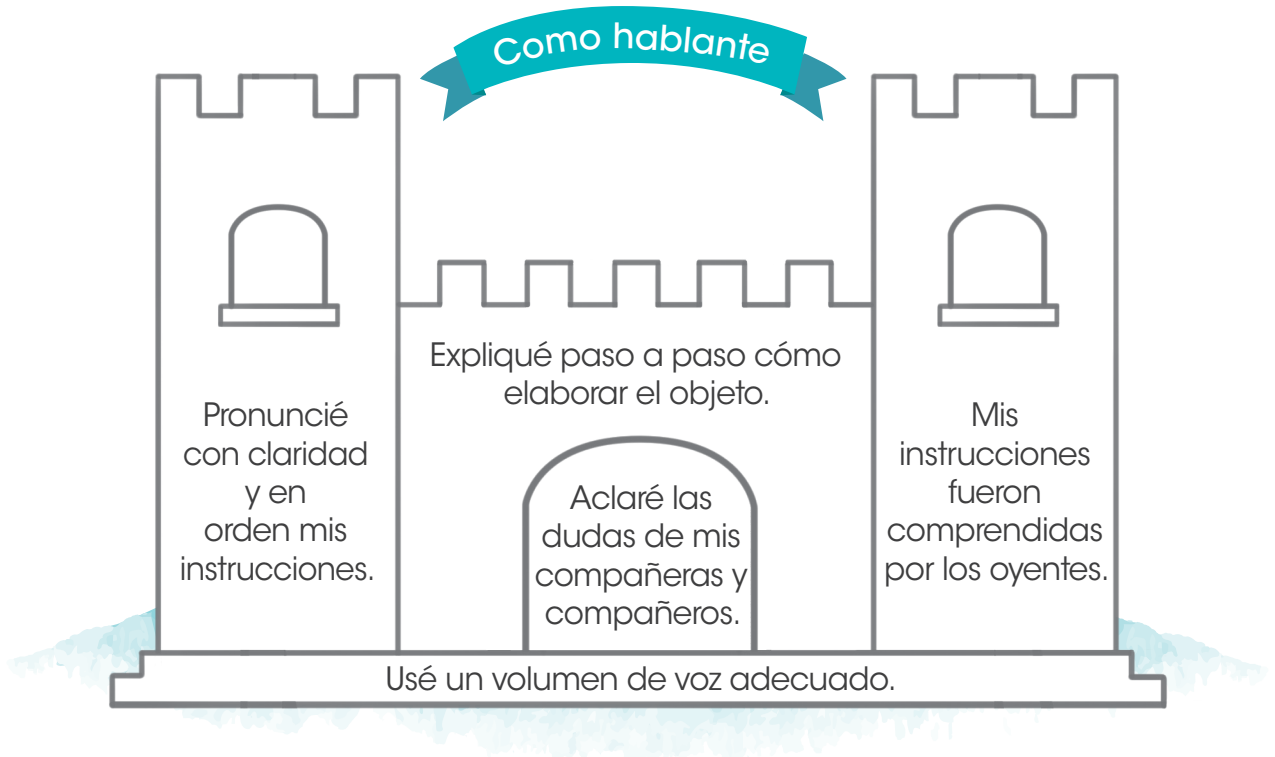 Como hablante
Expliqué paso a paso cómo
elaborar el objeto.
Pronuncié
con claridad
y en
orden mis
instrucciones.
Aclaré las
dudas de mis
compañeras y
compañeros.
Mis
instrucciones
fueron
comprendidas
por los oyentes.
Usé un volumen de voz adecuado.